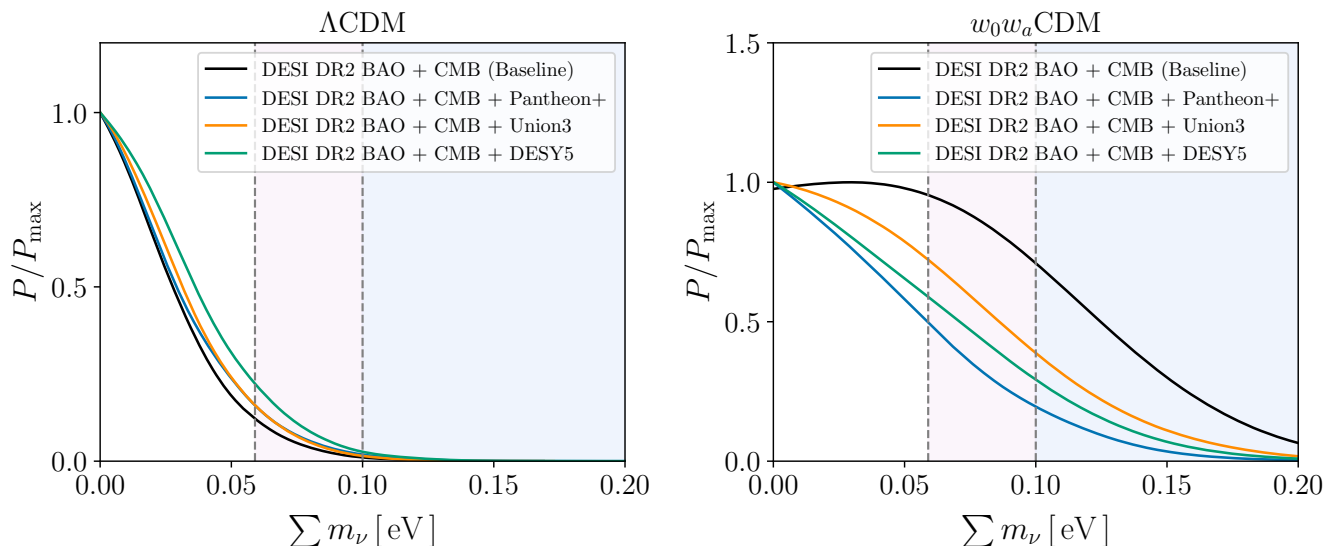 ΛCDM
DESI DR2 BAO + CMB (Baseline)
DESI DR2 BAO + CMB + Pantheon+
DESI DR2 BAO + CMB + Union3
DESI DR2 BAO + CMB + DESY5
P/P_max
1.0
0.5
0.0
0.00 0.05 0.10 0.15 0.20
∑ m_ν [eV]
w_0w_aCDM
DESI DR2 BAO + CMB (Baseline)
DESI DR2 BAO + CMB + Pantheon+
DESI DR2 BAO + CMB + Union3
DESI DR2 BAO + CMB + DESY5
P/P_max
1.5
1.0
0.5
0.0
0.00 0.05 0.10 0.15 0.20
∑ m_ν [eV]